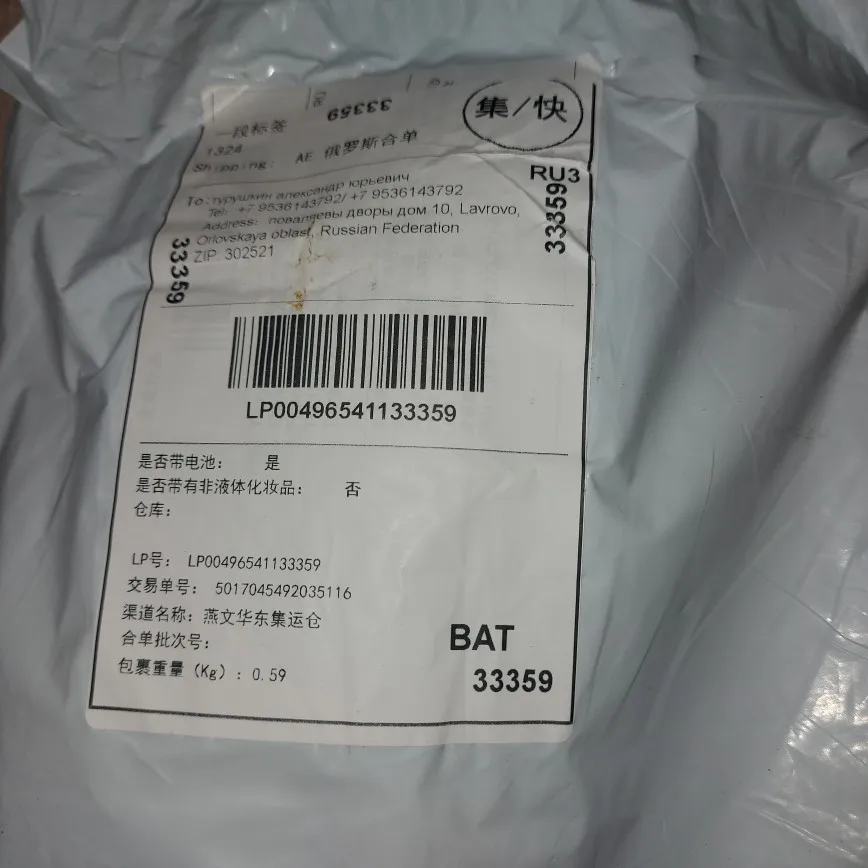 33359
集/快
一段标签
1324
Shipping: AE 俄罗斯合单
RU3
To: турушкин александр юрьевич
Tel: +7 9536143792/ +7 9536143792
Address: поваляевы дворы дом 10, Lavrovo,
Orlovskaya oblast, Russian Federation
ZIP: 302521
33359
33359
LP00496541133359
是否带电池: 是
是否带有非液体化妆品: 否
仓库:
LP号: LP00496541133359
交易单号: 5017045492035116
渠道名称: 燕文华东集运仓
合单批次号:
包裹重量 (Kg) : 0.59
BAT
33359